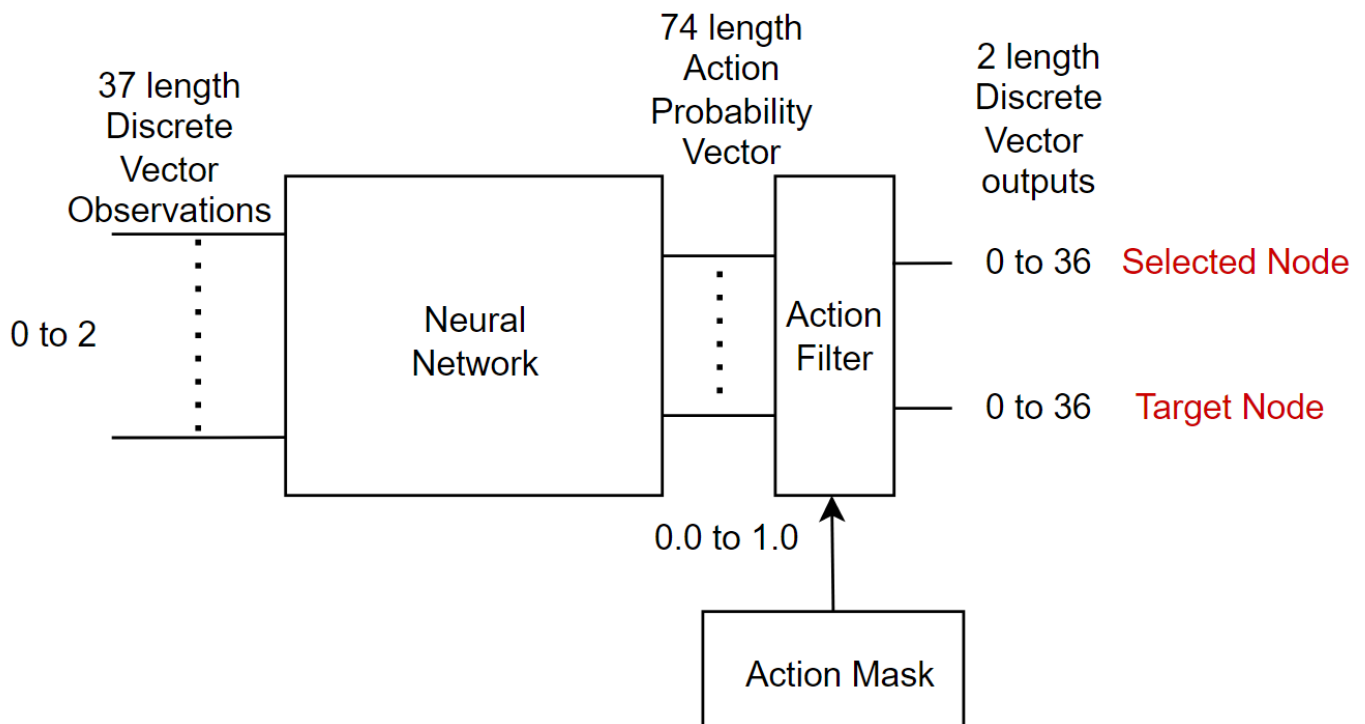 37 length
Discrete
Vector
Observations
0 to 2
Neural
Network
74 length
Action
Probability
Vector
0.0 to 1.0
Action
Filter
Action Mask
2 length
Discrete
Vector
outputs
0 to 36 Selected Node
0 to 36 Target Node